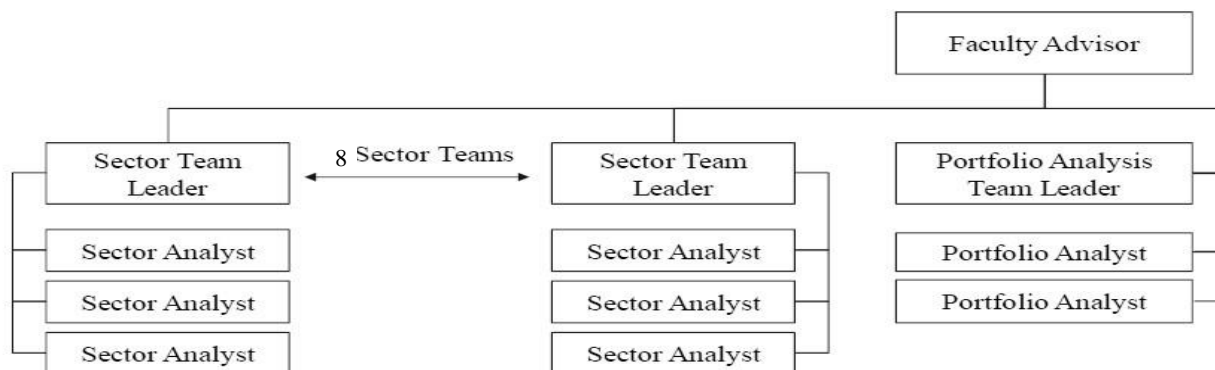 Faculty Advisor
Sector Team
Leader
8 Sector Teams
Sector Team
Leader
Portfolio Analysis
Team Leader
Sector Analyst
Sector Analyst
Portfolio Analyst
Sector Analyst
Sector Analyst
Portfolio Analyst
Sector Analyst
Sector Analyst